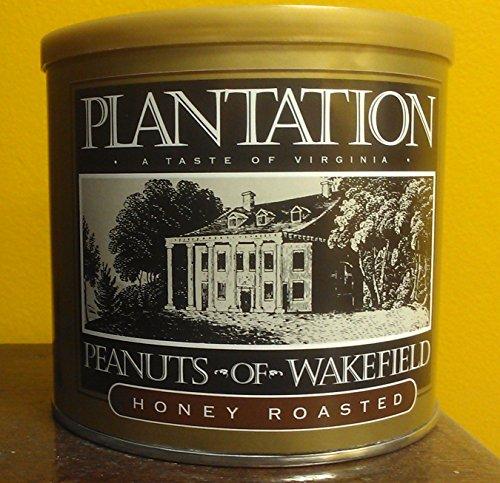 PLANTATION
· A TASTE OF VIRGINIA ·
PEANUTS OF WAKEFIELD
HONEY ROASTED